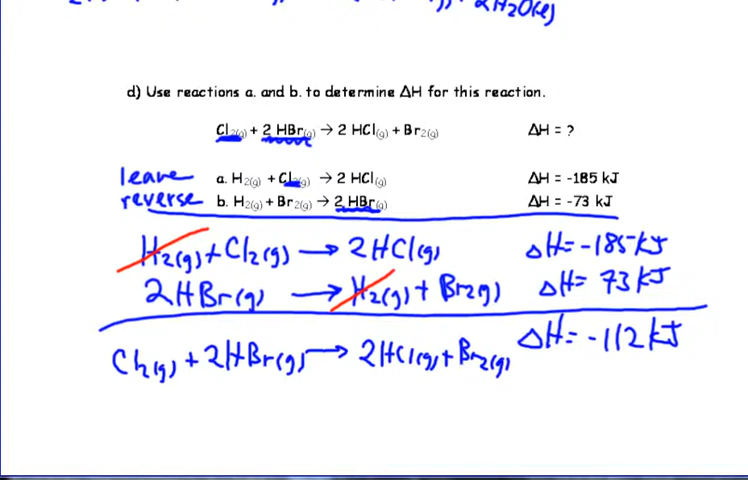 2H₂O(l)
d) Use reactions a. and b. to determine ΔH for this reaction.
Cl₂(g) + 2 HBr(g) → 2 HCl(g) + Br₂(g) ΔH = ?
leave a. H₂(g) + Cl₂(g) → 2 HCl(g) ΔH = -185 kJ
reverse b. H₂(g) + Br₂(g) → 2 HBr(g) ΔH = -73 kJ
H₂(g) + Cl₂(g) → 2HCl(g) ΔH = -185 kJ
2HBr(g) → H₂(g) + Br₂(g) ΔH = 73 kJ
Cl₂(g) + 2HBr(g) → 2HCl(g) + Br₂(g) ΔH = -112 kJ